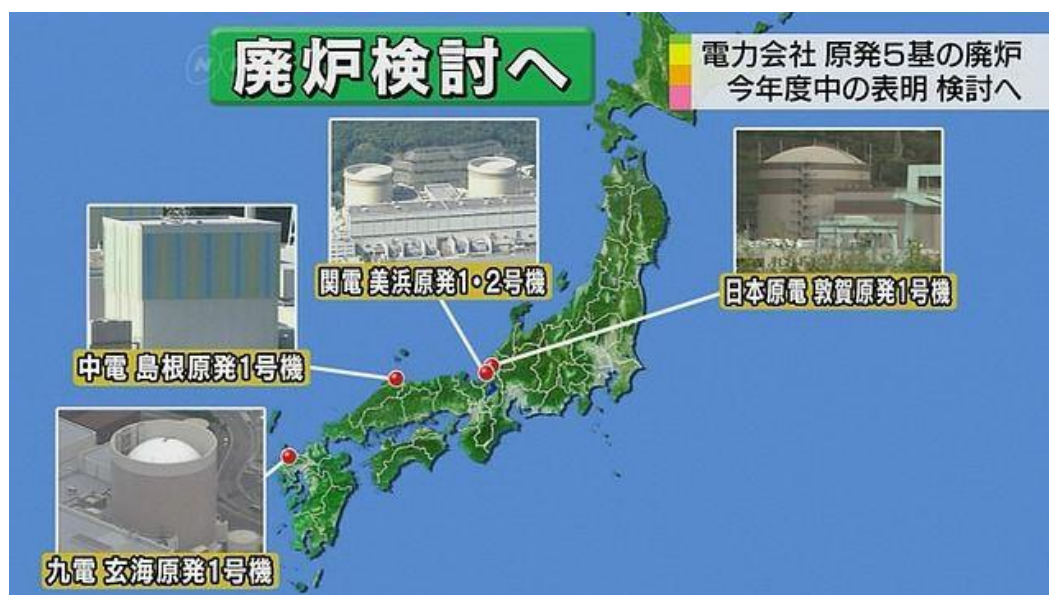 廃炉検討へ
電力会社 原発5基の廃炉
今年度中の表明 検討へ
関電 美浜原発1・2号機
日本原電 敦賀原発1号機
中電 島根原発1号機
九電 玄海原発1号機